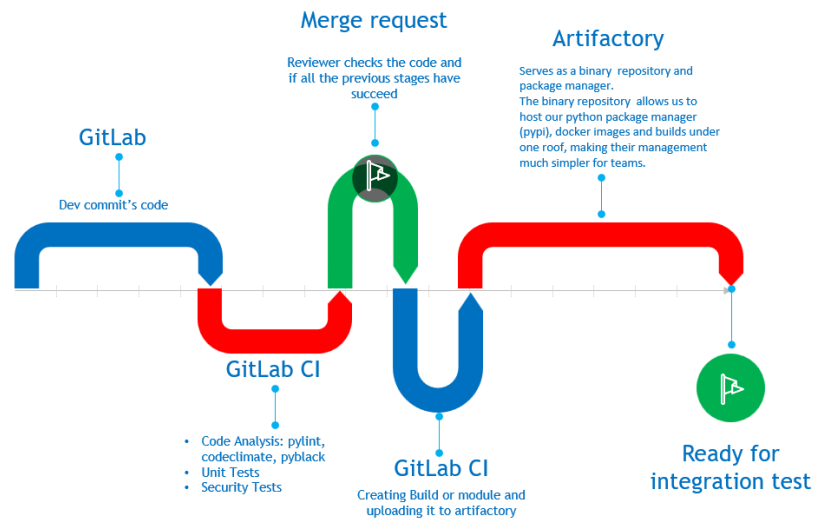 Merge request
Reviewer checks the code and
if all the previous stages have
succeed
Artifactory
Serves as a binary repository and
package manager.
The binary repository allows us to
host our python package manager
(pypi), docker images and builds under
one roof, making their management
much simpler for teams.
GitLab
Dev commit's code
GitLab CI
• Code Analysis: pylint,
codeclimate, pyblack
• Unit Tests
• Security Tests
GitLab CI
Creating Build or module and
uploading it to artifactory
Ready for
integration test